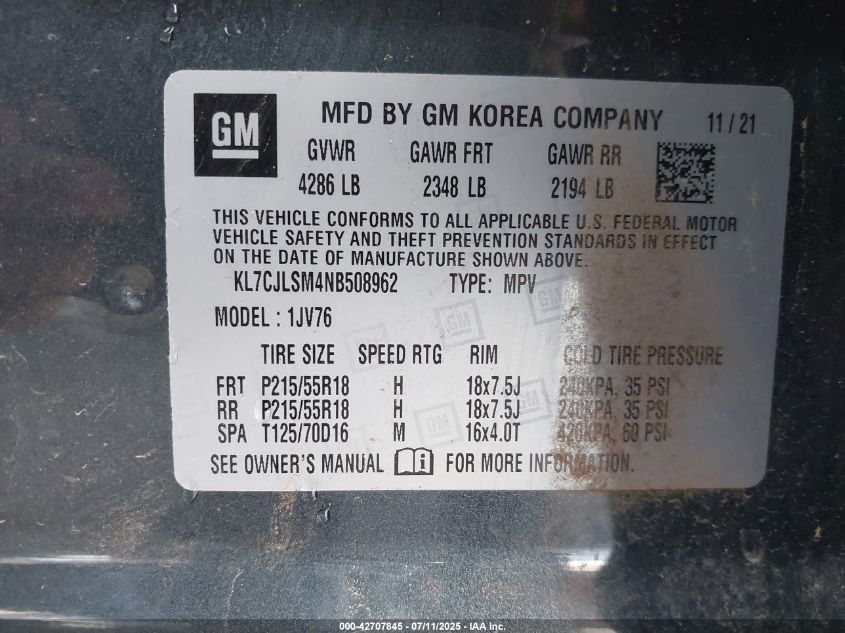 GM MFD BY GM KOREA COMPANY 11 / 21
GVWR GAWR FRT GAWR RR
4286 LB 2348 LB 2194 LB
THIS VEHICLE CONFORMS TO ALL APPLICABLE U.S. FEDERAL MOTOR
VEHICLE SAFETY AND THEFT PREVENTION STANDARDS IN EFFECT
ON THE DATE OF MANUFACTURE SHOWN ABOVE.
KL7CJLSM4NB508962 TYPE: MPV
MODEL : 1JV76
TIRE SIZE SPEED RTG RIM COLD TIRE PRESSURE
FRT P215/55R18 H 18x7.5J 240KPA, 35 PSI
RR P215/55R18 H 18x7.5J 240KPA, 35 PSI
SPA T125/70D16 M 16x4.0T 420KPA, 60 PSI
SEE OWNER'S MANUAL i FOR MORE INFORMATION.
000-42707845 - 07/11/2025 - IAA Inc.